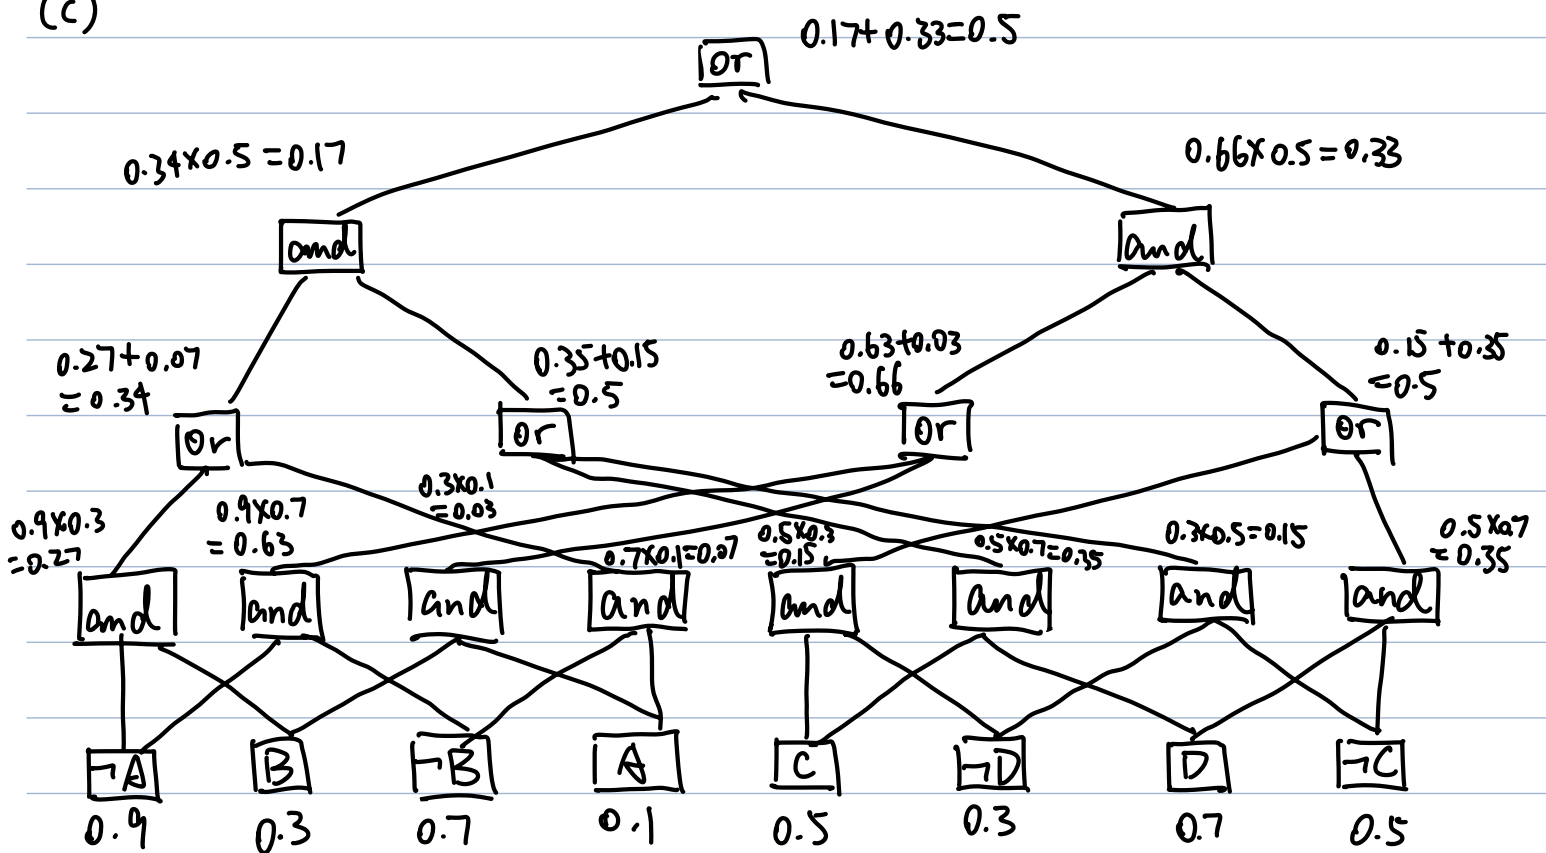 (c)
0.17+0.33=0.5
or
0.34×0.5=0.17
0.66×0.5=0.33
and
and
0.27+0.07
=0.34
0.35+0.15
=0.5
0.63+0.03
=0.66
0.15+0.35
=0.5
or
or
or
or
0.9×0.3
=0.27
0.9×0.7
=0.63
0.3×0.1
=0.03
0.7×0.1=0.07
0.5×0.3
=0.15
0.5×0.7=0.35
0.3×0.5=0.15
0.5×0.7
=0.35
and
and
and
and
and
and
and
and
¬A
B
¬B
A
C
¬D
D
¬C
0.9
0.3
0.7
0.1
0.5
0.3
0.7
0.5